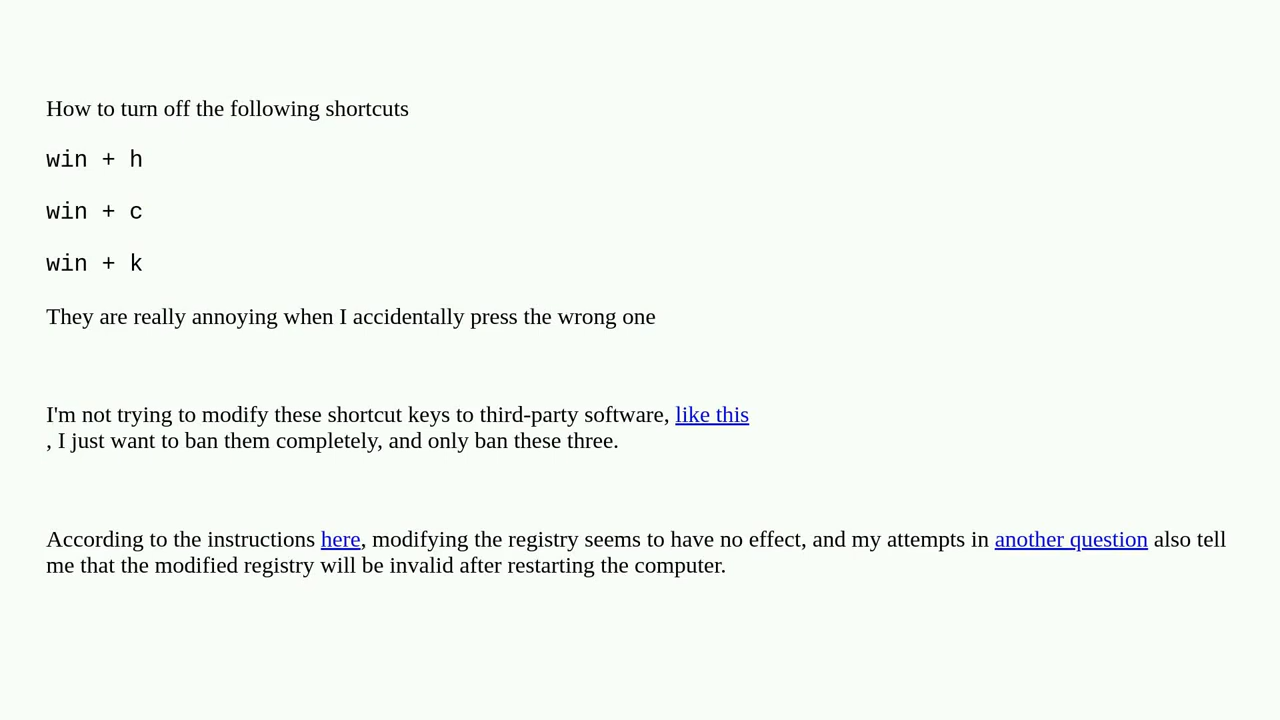 How to turn off the following shortcuts
win + h
win + c
win + k
They are really annoying when I accidentally press the wrong one
I'm not trying to modify these shortcut keys to third-party software, like this
, I just want to ban them completely, and only ban these three.
According to the instructions here, modifying the registry seems to have no effect, and my attempts in another question also tell
me that the modified registry will be invalid after restarting the computer.